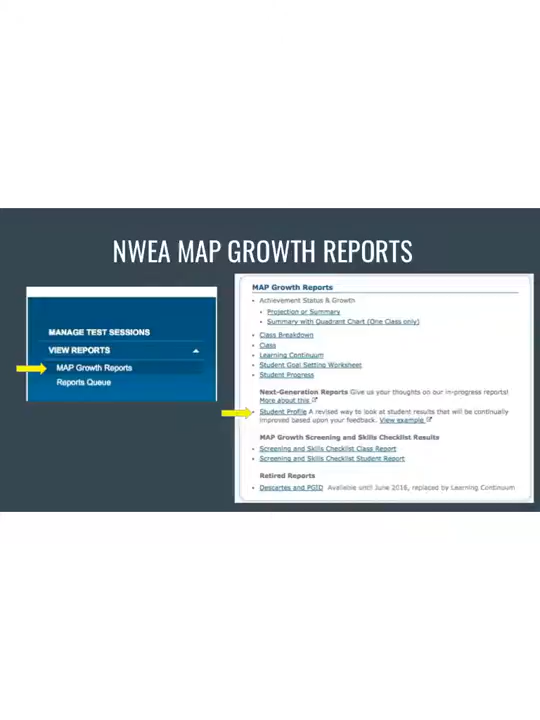 NWEA MAP GROWTH REPORTS
MANAGE TEST SESSIONS
VIEW REPORTS
MAP Growth Reports
Reports Queue
MAP Growth Reports
Achievement Status & Growth
Projection or Summary
Summary with Quadrant Chart (One Class only)
Class Breakdown
Class
Learning Continuum
Student Goal Setting Worksheet
Student Progress
Next-Generation Reports Give us your thoughts on our in-progress reports!
More about this
Student Profile A revised way to look at student results that will be continually
improved based upon your feedback. View example
MAP Growth Screening and Skills Checklist Results
Screening and Skills Checklist Class Report
Screening and Skills Checklist Student Report
Retired Reports
Descartes and PGID Available until June 2016, replaced by Learning Continuum